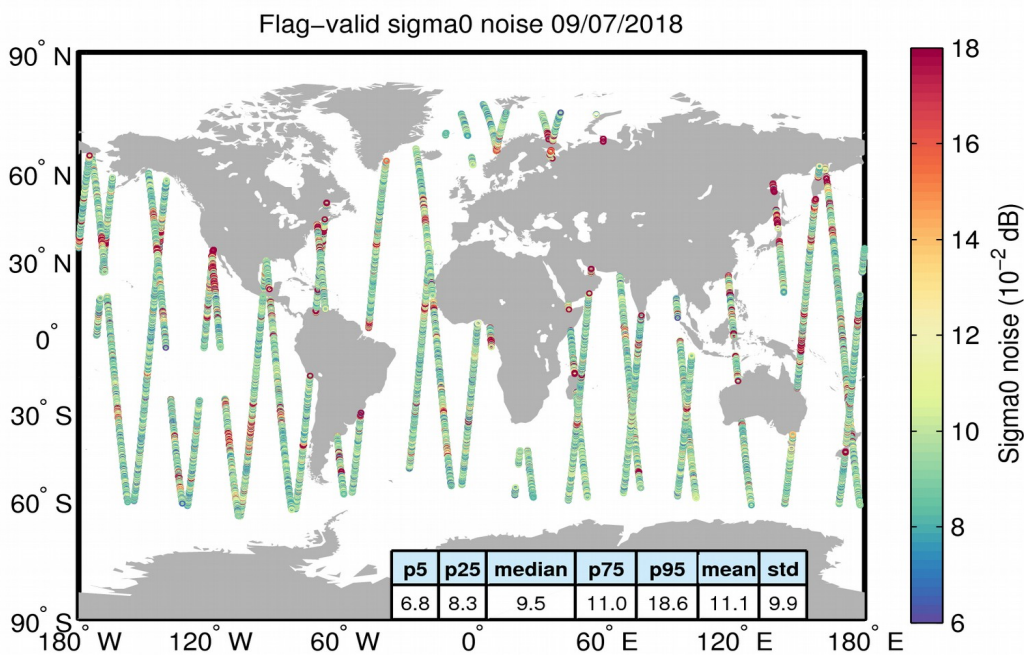 Flag−valid sigma0 noise 09/07/2018
90° N
60° N
30° N
0°
30° S
60° S
90° S
180° W
120° W
60° W
0°
60° E
120° E
180° E
p5 p25 median p75 p95 mean std
6.8 8.3 9.5 11.0 18.6 11.1 9.9
18
16
14
12
10
8
6
Sigma0 noise (10⁻² dB)